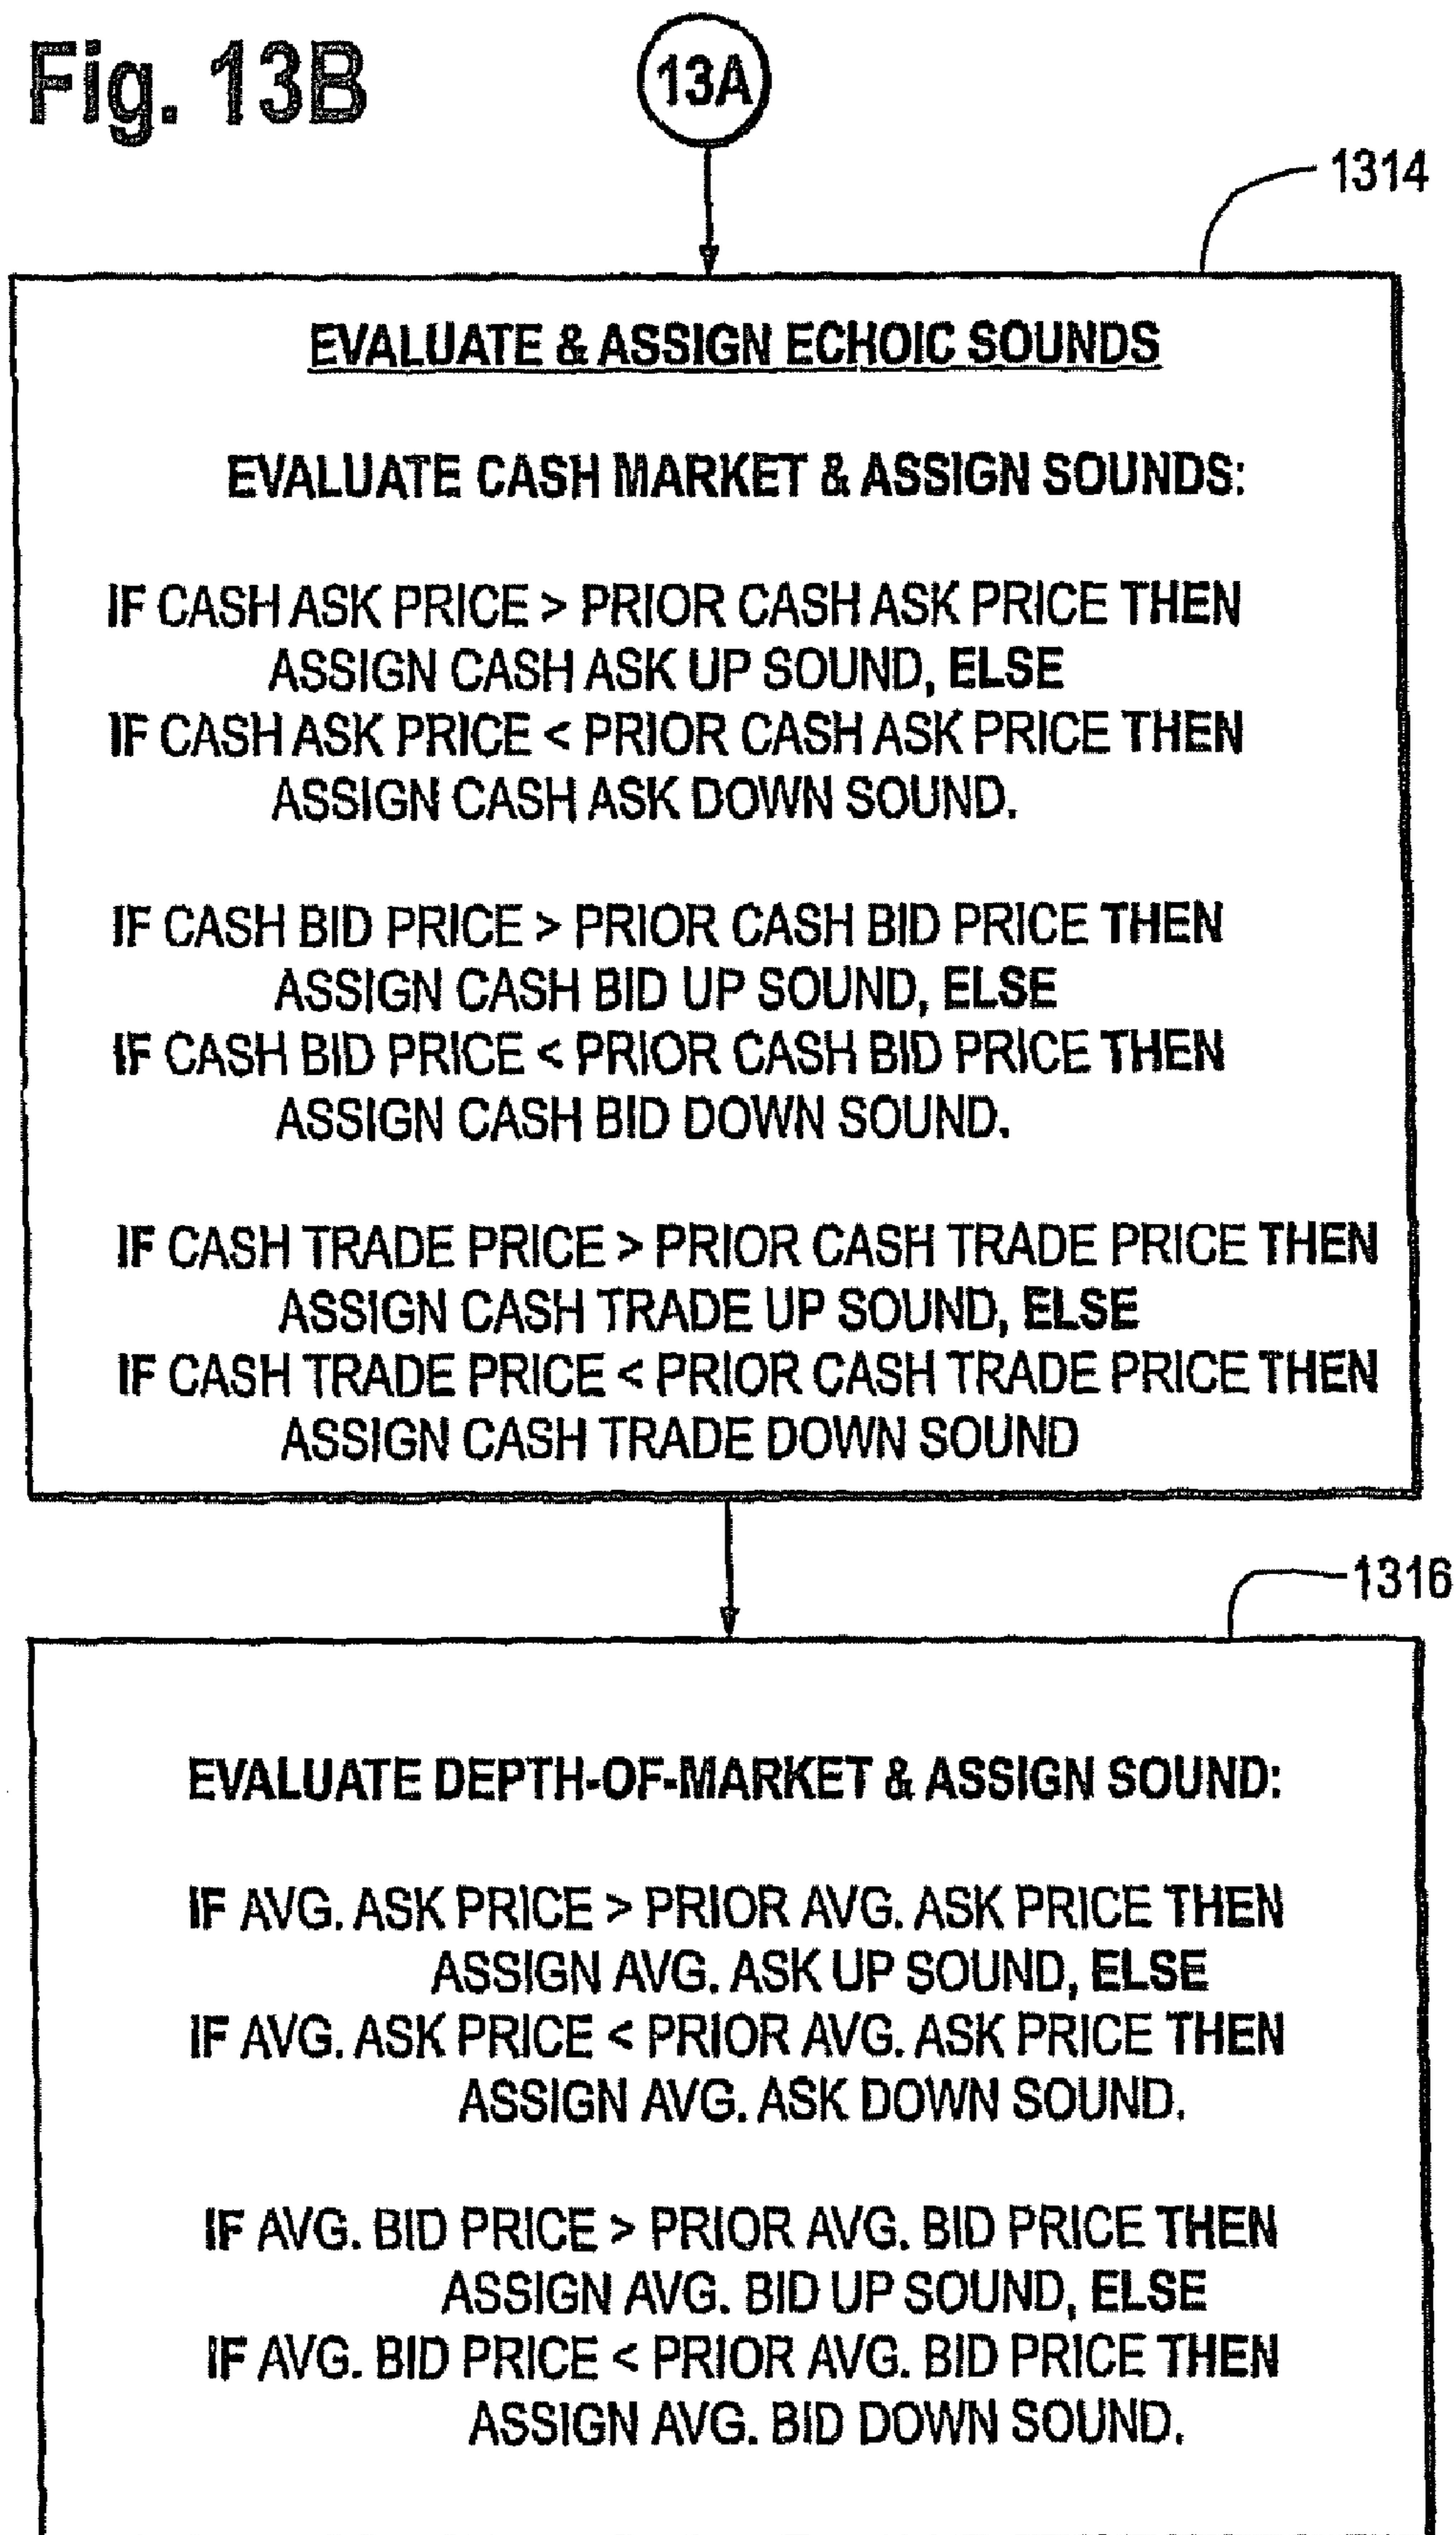 Fig. 13B
13A
1314
EVALUATE & ASSIGN ECHOIC SOUNDS
EVALUATE CASH MARKET & ASSIGN SOUNDS:
IF CASH ASK PRICE > PRIOR CASH ASK PRICE THEN
ASSIGN CASH ASK UP SOUND, ELSE
IF CASH ASK PRICE < PRIOR CASH ASK PRICE THEN
ASSIGN CASH ASK DOWN SOUND.
IF CASH BID PRICE > PRIOR CASH BID PRICE THEN
ASSIGN CASH BID UP SOUND, ELSE
IF CASH BID PRICE < PRIOR CASH BID PRICE THEN
ASSIGN CASH BID DOWN SOUND.
IF CASH TRADE PRICE > PRIOR CASH TRADE PRICE THEN
ASSIGN CASH TRADE UP SOUND, ELSE
IF CASH TRADE PRICE < PRIOR CASH TRADE PRICE THEN
ASSIGN CASH TRADE DOWN SOUND
1316
EVALUATE DEPTH-OF-MARKET & ASSIGN SOUND:
IF AVG. ASK PRICE > PRIOR AVG. ASK PRICE THEN
ASSIGN AVG. ASK UP SOUND, ELSE
IF AVG. ASK PRICE < PRIOR AVG. ASK PRICE THEN
ASSIGN AVG. ASK DOWN SOUND.
IF AVG. BID PRICE > PRIOR AVG. BID PRICE THEN
ASSIGN AVG. BID UP SOUND, ELSE
IF AVG. BID PRICE < PRIOR AVG. BID PRICE THEN
ASSIGN AVG. BID DOWN SOUND.